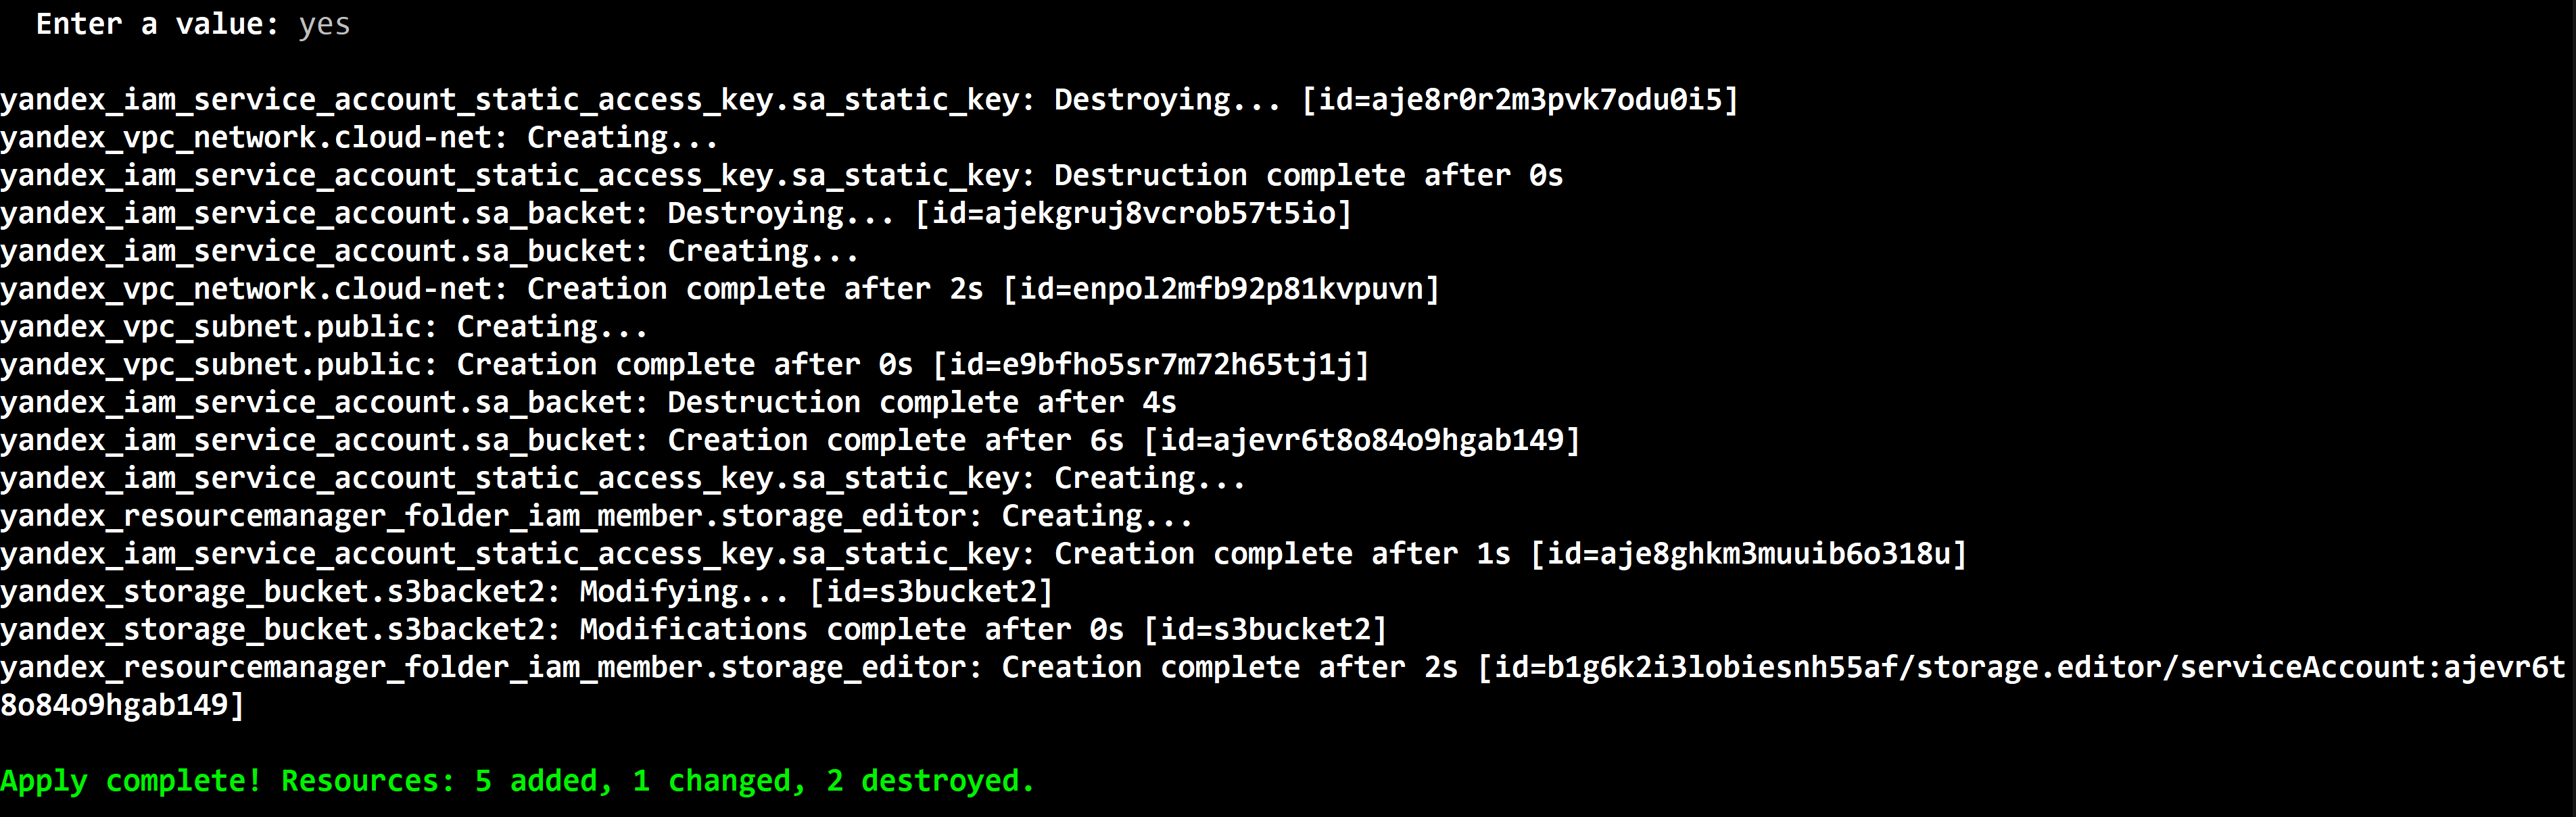 Enter a value: yes
yandex_iam_service_account_static_access_key.sa_static_key: Destroying... [id=aje8r0r2m3pvk7odu0i5]
yandex_vpc_network.cloud-net: Creating...
yandex_iam_service_account_static_access_key.sa_static_key: Destruction complete after 0s
yandex_iam_service_account.sa_backet: Destroying... [id=ajekgruj8vcrob57t5io]
yandex_iam_service_account.sa_bucket: Creating...
yandex_vpc_network.cloud-net: Creation complete after 2s [id=enpol2mfb92p81kvpuvn]
yandex_vpc_subnet.public: Creating...
yandex_vpc_subnet.public: Creation complete after 0s [id=e9bfho5sr7m72h65tj1j]
yandex_iam_service_account.sa_backet: Destruction complete after 4s
yandex_iam_service_account.sa_bucket: Creation complete after 6s [id=ajevr6t8o84o9hgab149]
yandex_iam_service_account_static_access_key.sa_static_key: Creating...
yandex_resourcemanager_folder_iam_member.storage_editor: Creating...
yandex_iam_service_account_static_access_key.sa_static_key: Creation complete after 1s [id=aje8ghkm3muuib6o318u]
yandex_storage_bucket.s3backet2: Modifying... [id=s3bucket2]
yandex_storage_bucket.s3backet2: Modifications complete after 0s [id=s3bucket2]
yandex_resourcemanager_folder_iam_member.storage_editor: Creation complete after 2s [id=b1g6k2i3lobiesnh55af/storage.editor/serviceAccount:ajevr6t
8o84o9hgab149]
Apply complete! Resources: 5 added, 1 changed, 2 destroyed.